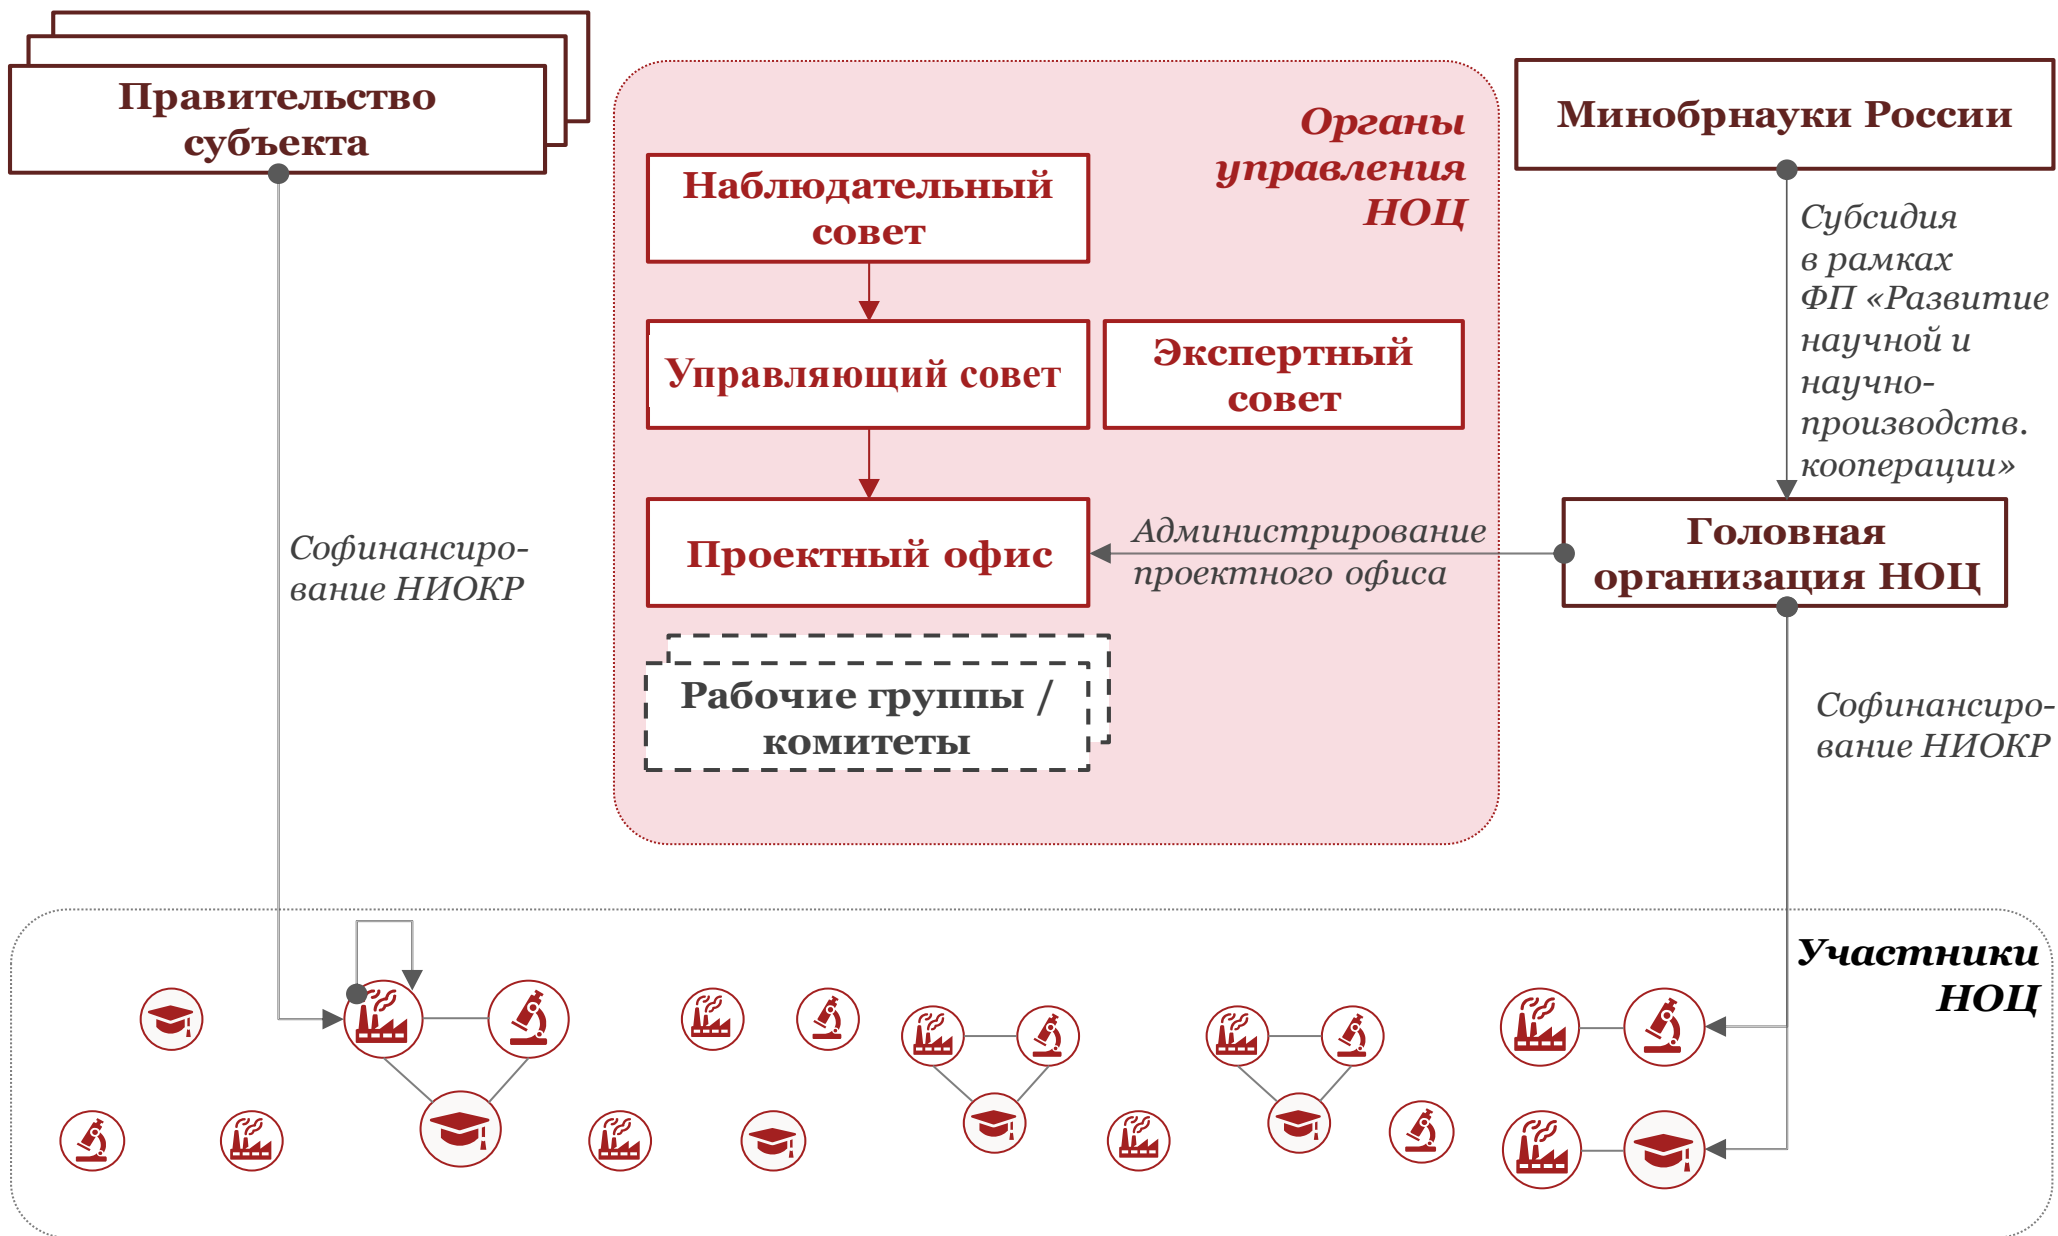 Правительство
субъекта
Органы
управления
НОЦ
Наблюдательный
совет
Управляющий совет
Экспертный
совет
Проектный офис
Рабочие группы /
комитеты
Минобрнауки России
Субсидия
в рамках
ФП «Развитие
научной и
научно-
производств.
кооперации»
Администрирование
проектного офиса
Головная
организация НОЦ
Софинансиро-
вание НИОКР
Софинансиро-
вание НИОКР
Участники
НОЦ